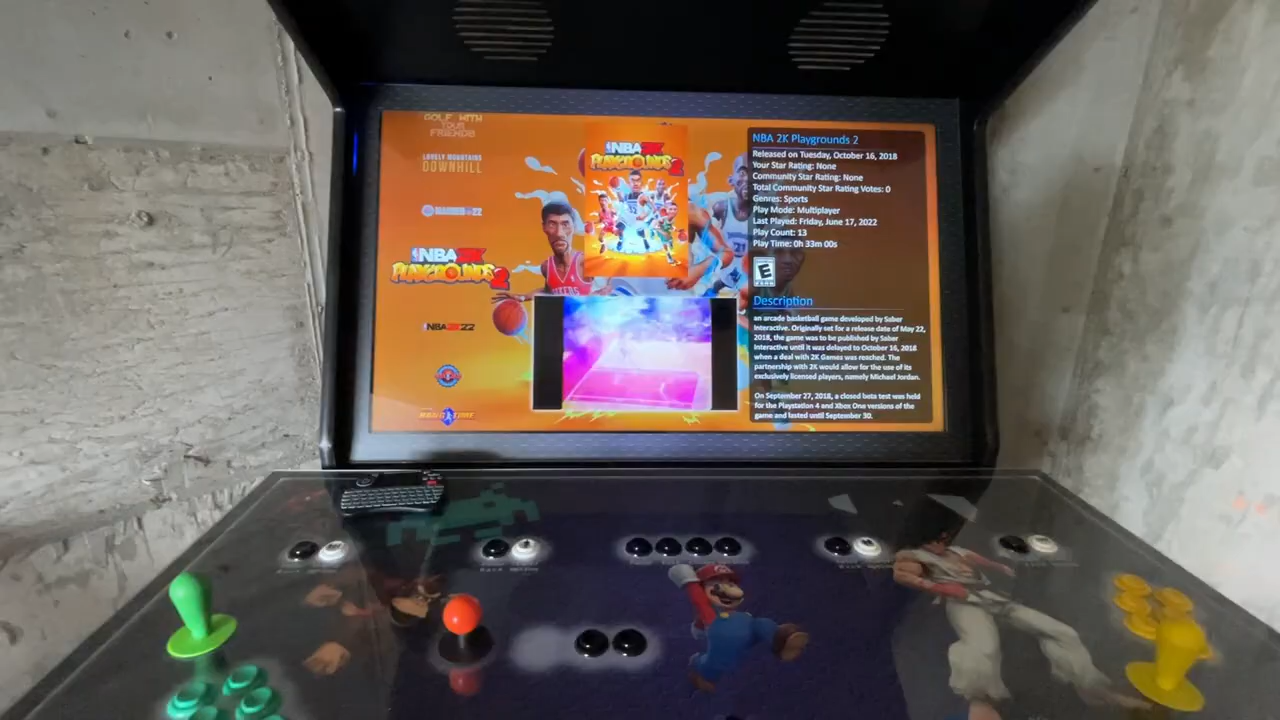 GOLF WITH
YOUR
FRIENDS
LONELY MOUNTAINS
DOWNHILL
MADDEN 22
NBA 2K
PLAYGROUNDS 2
NBA 2K22
NBA 2K
PLAYGROUNDS 2
NBA 2K Playgrounds 2
Released on Tuesday, October 16, 2018
Your Star Rating: None
Community Star Rating: None
Total Community Star Rating Votes: 0
Genres: Sports
Play Mode: Multiplayer
Last Played: Friday, June 17, 2022
Play Count: 13
Play Time: 0h 33m 00s
E
Description
an arcade basketball game developed by Saber
Interactive. Originally set for a release date of May 22,
2018, the game was to be published by Saber
Interactive until it was delayed to October 16, 2018
when a deal with 2K Games was reached. The
partnership with 2K would allow for the use of its
exclusively licensed players, namely Michael Jordan.
On September 27, 2018, a closed beta test was held
for the Playstation 4 and Xbox One versions of the
game and lasted until September 30.